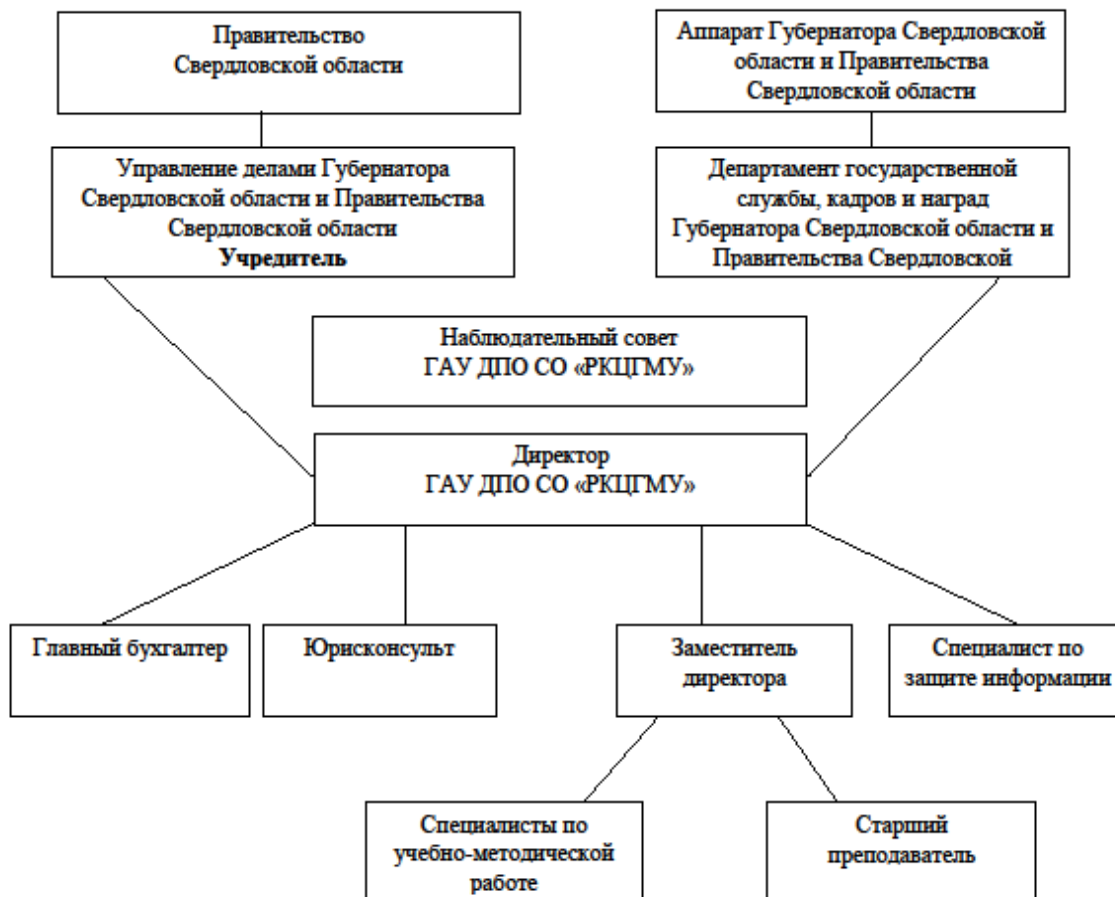 Правительство
Свердловской области
Аппарат Губернатора Свердловской
области и Правительства
Свердловской области
Управление делами Губернатора
Свердловской области и Правительства
Свердловской области
Учредитель
Департамент государственной
службы, кадров и наград
Губернатора Свердловской области и
Правительства Свердловской
Наблюдательный совет
ГАУ ДПО СО «РКЦГМУ»
Директор
ГАУ ДПО СО «РКЦГМУ»
Главный бухгалтер
Юрисконсульт
Заместитель
директора
Специалист по
защите информации
Специалисты по
учебно-методической
работе
Старший
преподаватель